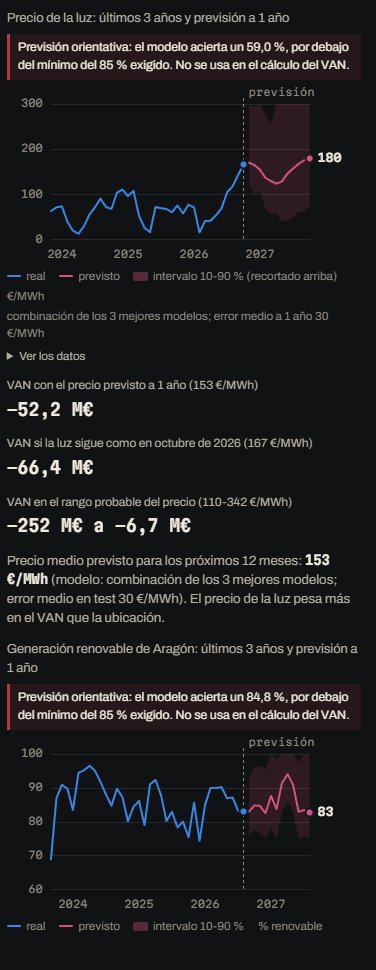 Precio de la luz: últimos 3 años y previsión a 1 año
Previsión orientativa: el modelo acierta un 59,0 %, por debajo
del mínimo del 85 % exigido. No se usa en el cálculo del VAN.
previsión
300
200
180
100
0
2024 2025 2026 2027
real previsto intervalo 10-90 % (recortado arriba)
€/MWh
combinación de los 3 mejores modelos; error medio a 1 año 30
€/MWh
▶ Ver los datos
VAN con el precio previsto a 1 año (153 €/MWh)
−52,2 M€
VAN si la luz sigue como en octubre de 2026 (167 €/MWh)
−66,4 M€
VAN en el rango probable del precio (110-342 €/MWh)
−252 M€ a −6,7 M€
Precio medio previsto para los próximos 12 meses: 153
€/MWh (modelo: combinación de los 3 mejores modelos;
error medio en test 30 €/MWh). El precio de la luz pesa más
en el VAN que la ubicación.
Generación renovable de Aragón: últimos 3 años y previsión a
1 año
Previsión orientativa: el modelo acierta un 84,8 %, por debajo
del mínimo del 85 % exigido. No se usa en el cálculo del VAN.
previsión
100
90
83
80
70
60
2024 2025 2026 2027
real previsto intervalo 10-90 % % renovable